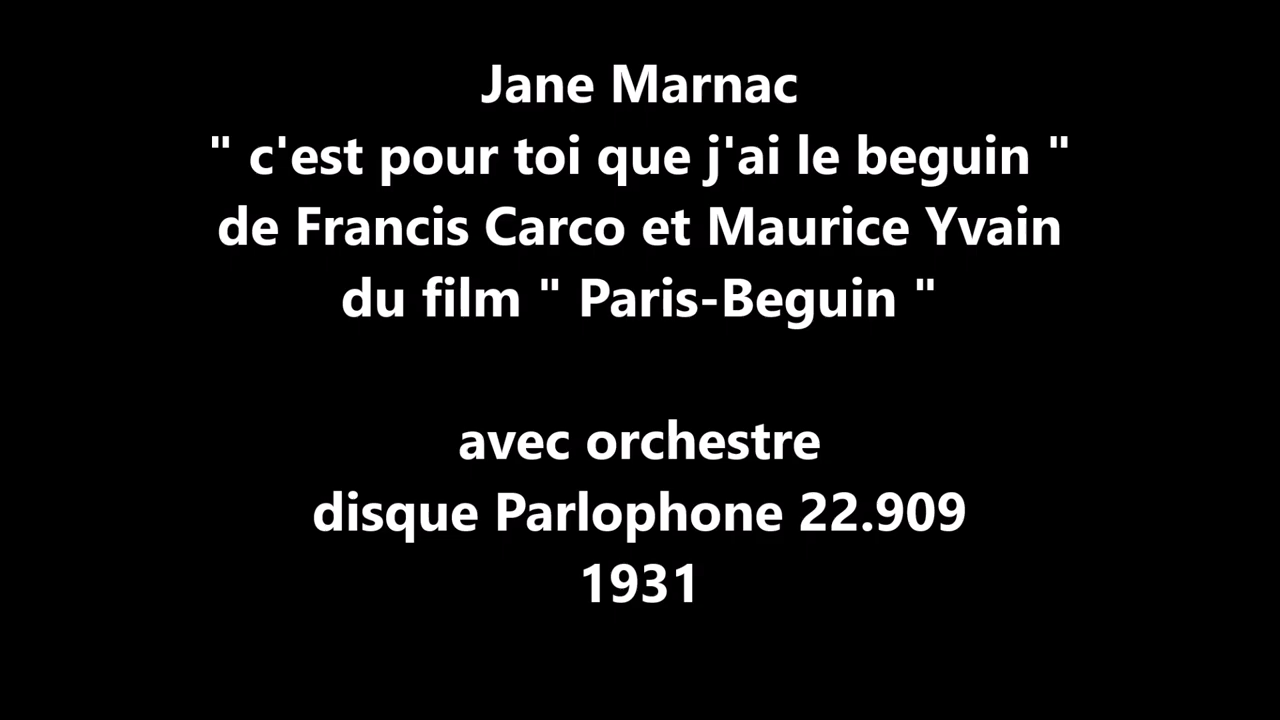 Jane Marnac
" c'est pour toi que j'ai le beguin "
de Francis Carco et Maurice Yvain
du film " Paris-Beguin "
avec orchestre
disque Parlophone 22.909
1931